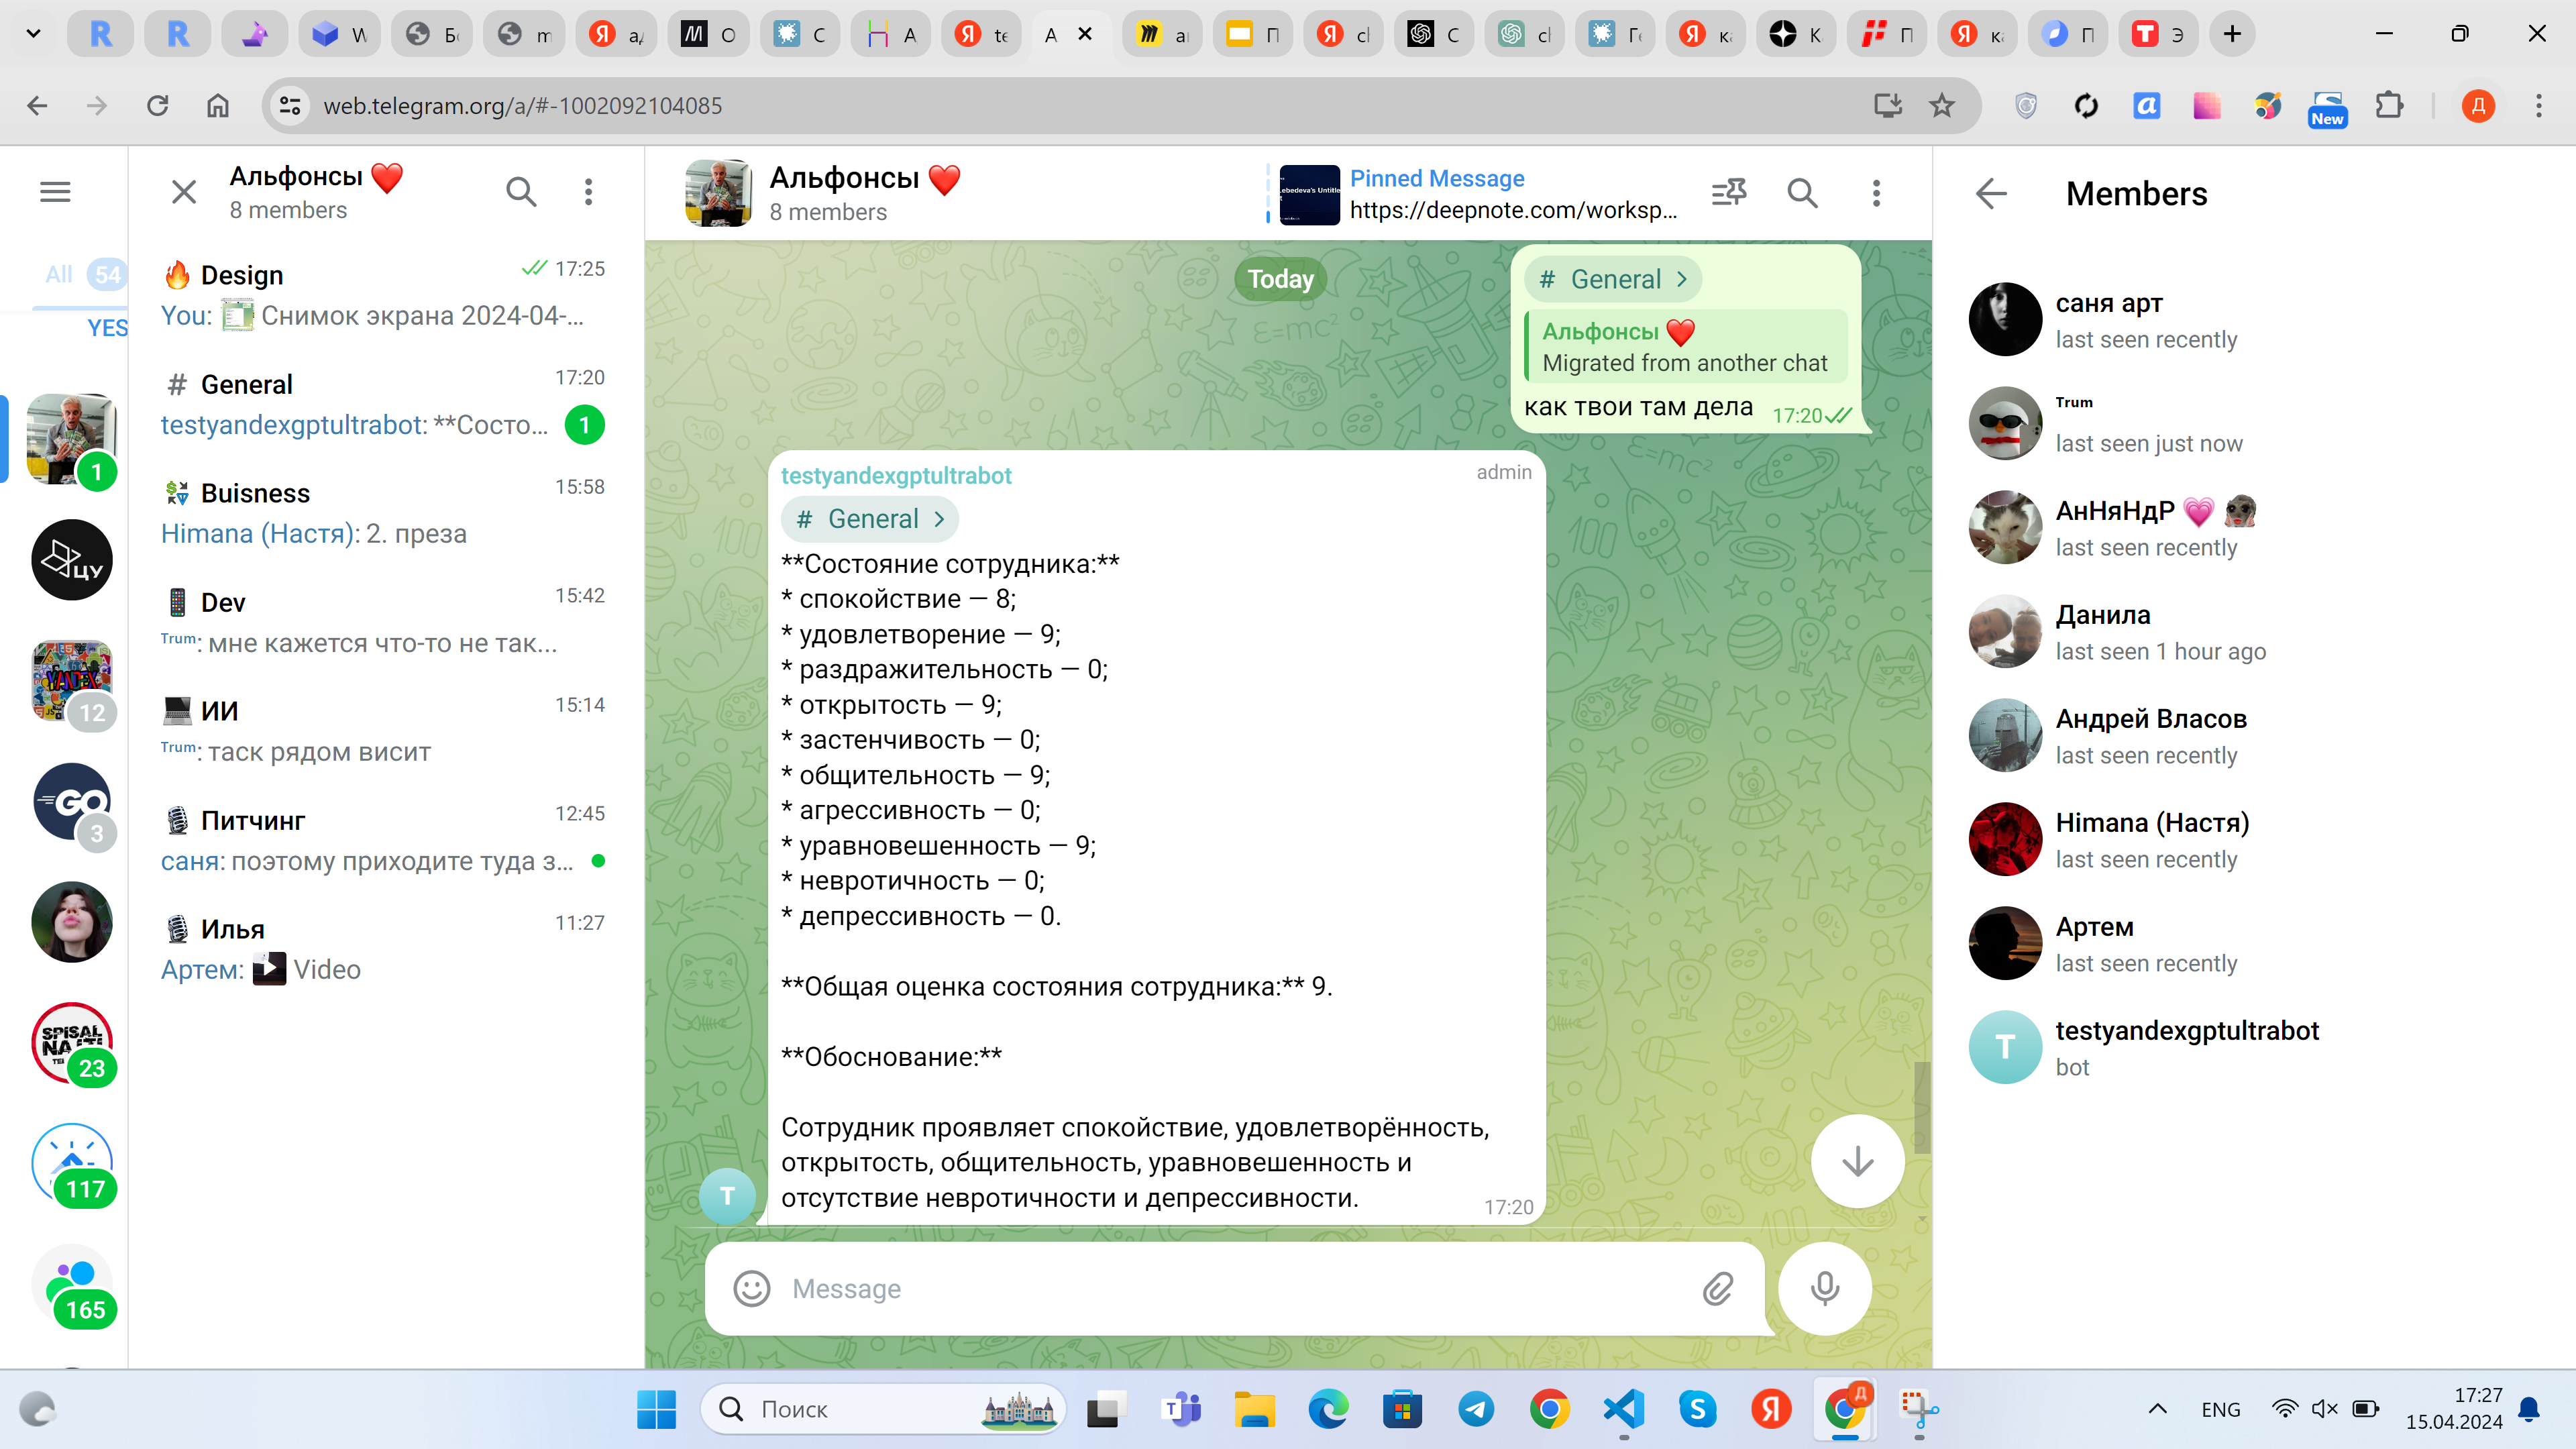 web.telegram.org/a/#-1002092104085
New
Д
All 54
YES
1
12
3
23
117
165
Альфонсы ❤️
8 members
🔥 Design 17:25
You: Снимок экрана 2024-04-...
# General 17:20
testyandexgptultrabot: **Состо... 1
Buisness 15:58
Himana (Настя): 2. преза
Dev 15:42
Trum: мне кажется что-то не так...
💻 ИИ 15:14
Trum: таск рядом висит
🎙 Питчинг 12:45
саня: поэтому приходите туда з...
🎙 Илья 11:27
Артем: Video
Альфонсы ❤️
8 members
Pinned Message
https://deepnote.com/worksp...
Today
# General >
Альфонсы ❤️
Migrated from another chat
как твои там дела 17:20
testyandexgptultrabot admin
# General >
**Состояние сотрудника:**
* спокойствие — 8;
* удовлетворение — 9;
* раздражительность — 0;
* открытость — 9;
* застенчивость — 0;
* общительность — 9;
* агрессивность — 0;
* уравновешенность — 9;
* невротичность — 0;
* депрессивность — 0.
**Общая оценка состояния сотрудника:** 9.
**Обоснование:**
Сотрудник проявляет спокойствие, удовлетворённость,
открытость, общительность, уравновешенность и
отсутствие невротичности и депрессивности.
17:20
T
Message
Members
саня арт
last seen recently
Trum
last seen just now
АнНяНдР 💗
last seen recently
Данила
last seen 1 hour ago
Андрей Власов
last seen recently
Himana (Настя)
last seen recently
Артем
last seen recently
T
testyandexgptultrabot
bot
Поиск
ENG
17:27
15.04.2024